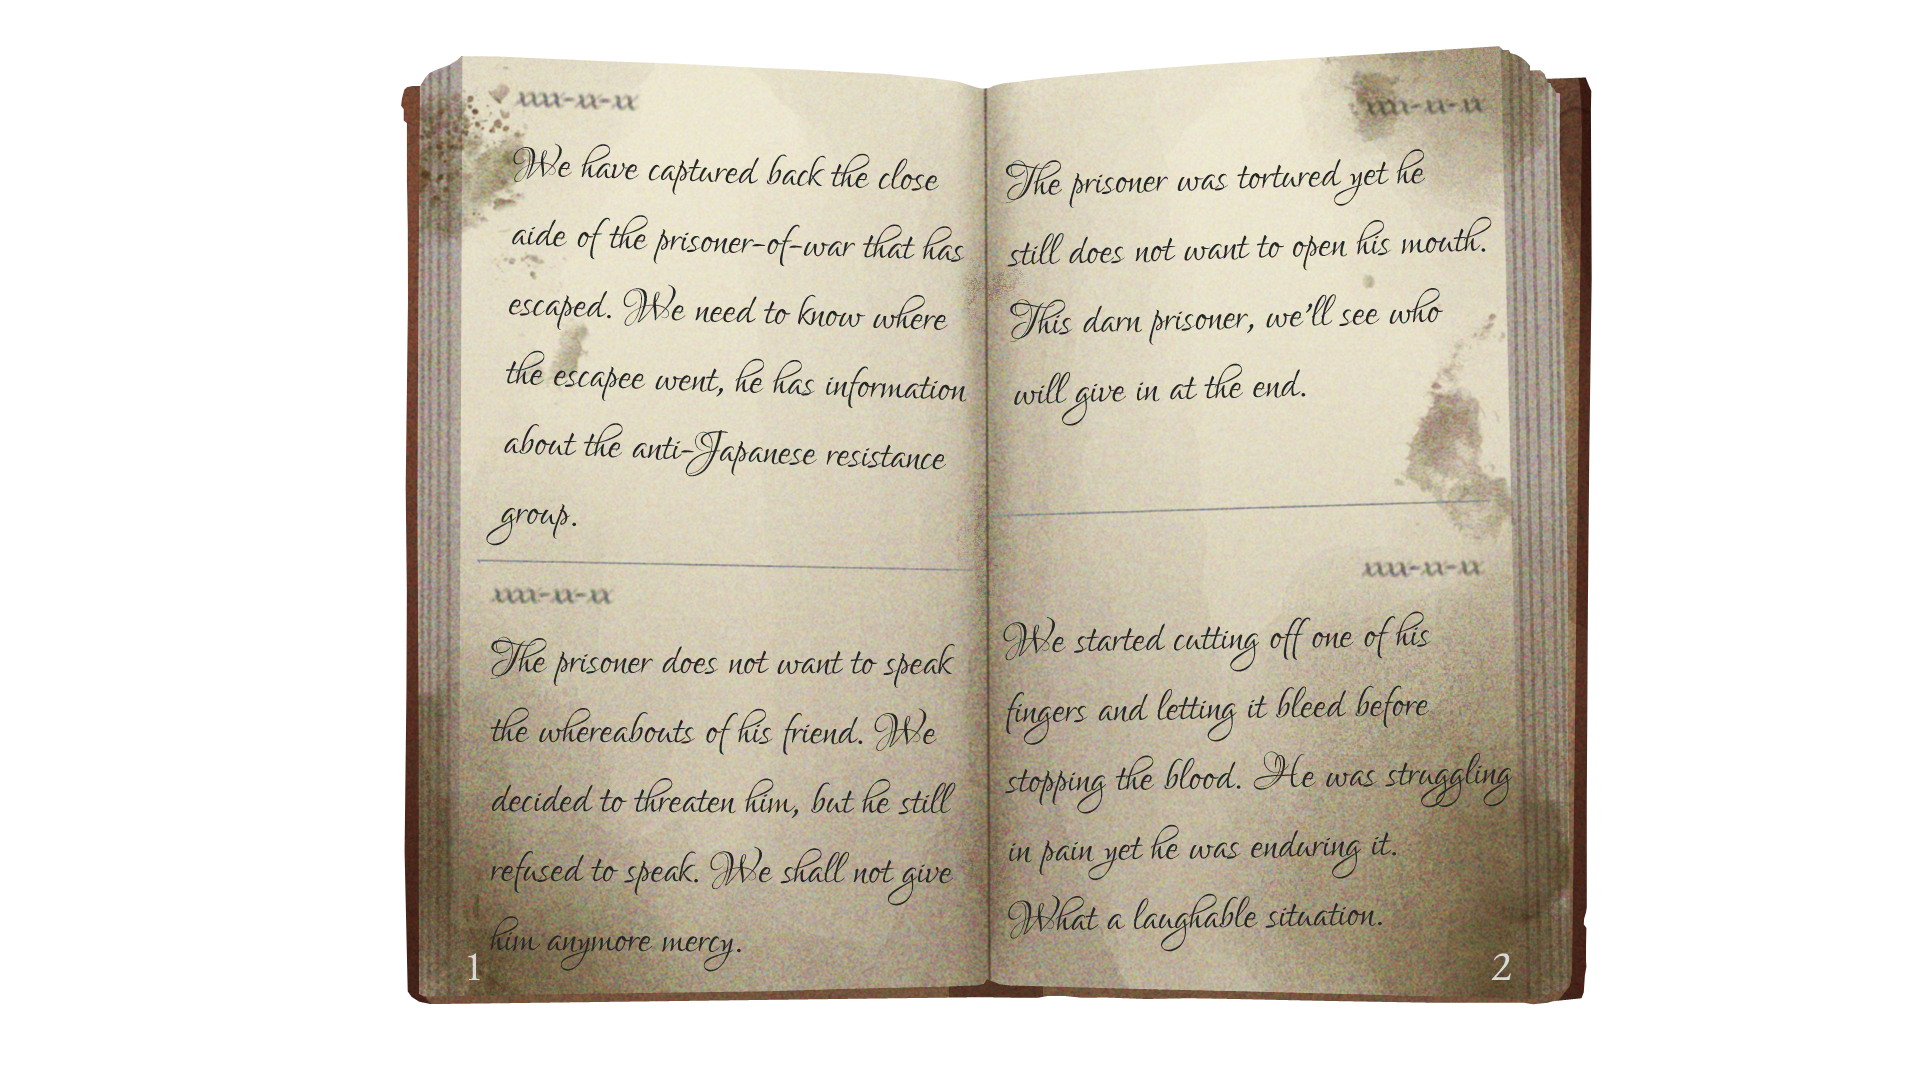 xxxx-xx-xx
We have captured back the close
aide of the prisoner-of-war that has
escaped. We need to know where
the escapee went, he has information
about the anti-Japanese resistance
group.
xxxx-xx-xx
The prisoner does not want to speak
the whereabouts of his friend. We
decided to threaten him, but he still
refused to speak. We shall not give
him anymore mercy.
1
xxxx-xx-xx
The prisoner was tortured yet he
still does not want to open his mouth.
This darn prisoner, we'll see who
will give in at the end.
xxxx-xx-xx
We started cutting off one of his
fingers and letting it bleed before
stopping the blood. He was struggling
in pain yet he was enduring it.
What a laughable situation.
2